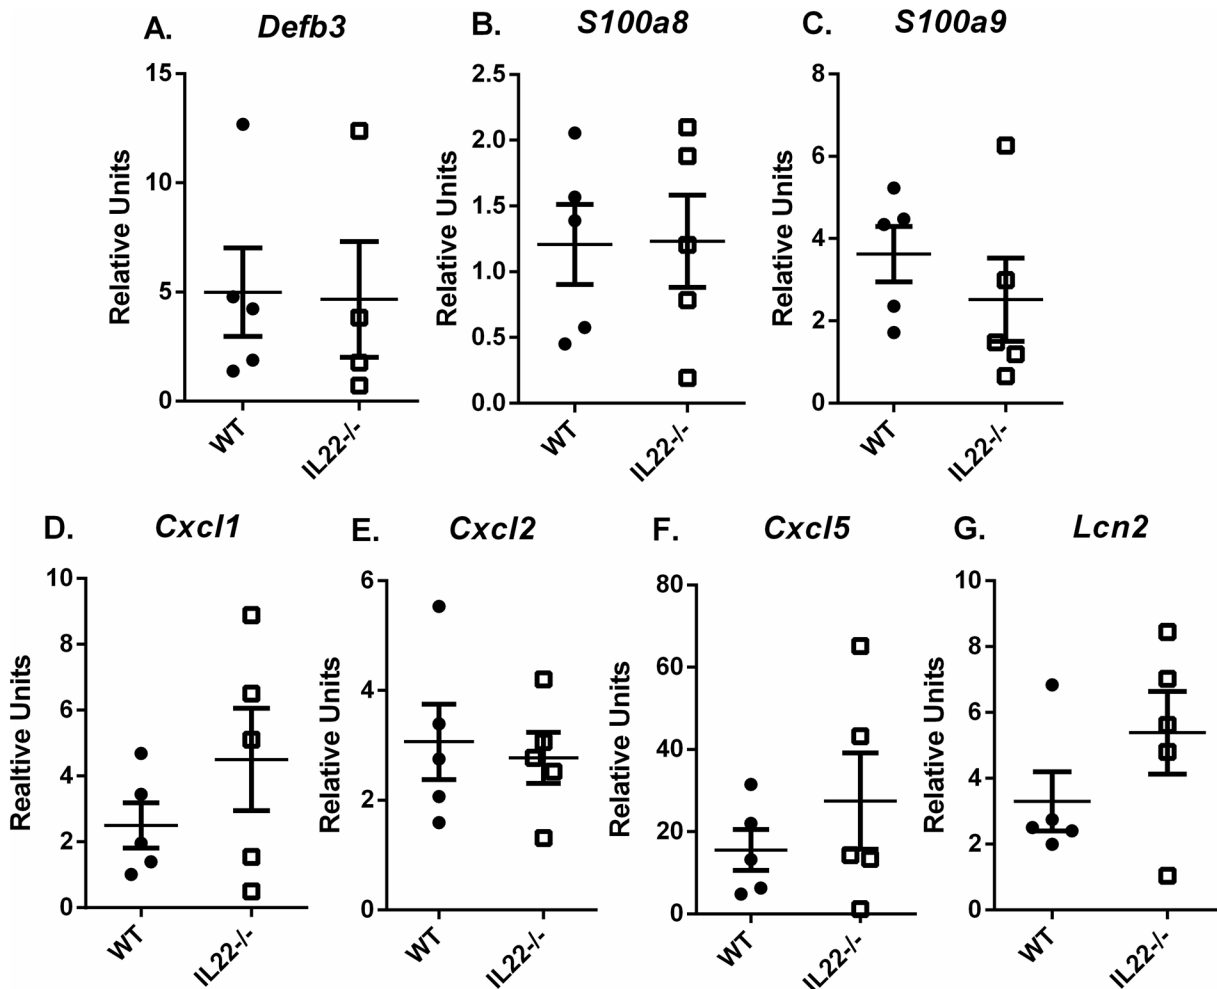 A. Defb3
B. S100a8
C. S100a9
Relative Units
15
10
5
0
WT
IL22-/-
Relative Units
2.5
2.0
1.5
1.0
0.5
0.0
WT
IL22-/-
Relative Units
8
6
4
2
0
WT
IL22-/-
D. Cxcl1
E. Cxcl2
F. Cxcl5
G. Lcn2
Realtive Units
10
8
6
4
2
0
WT
IL22-/-
Relative Units
6
4
2
0
WT
IL22-/-
Relative Units
80
60
40
20
0
WT
IL22-/-
Relative Units
10
8
6
4
2
0
WT
IL22-/-